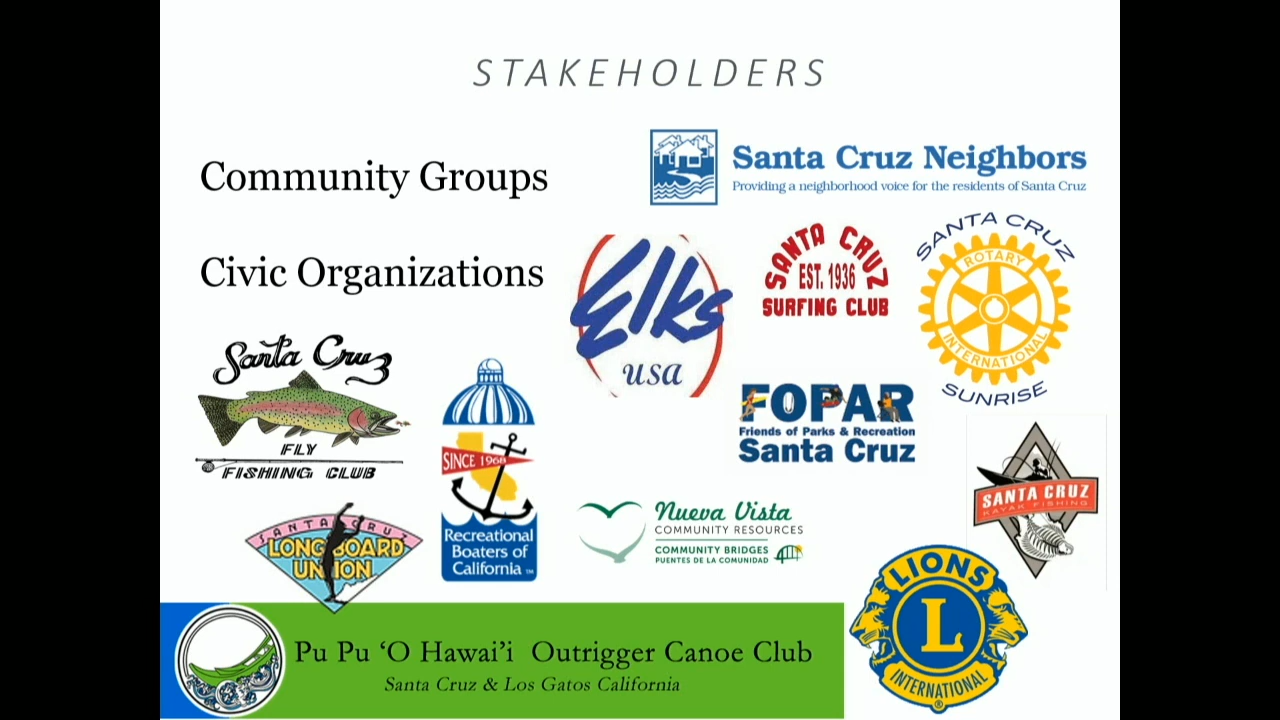 STAKEHOLDERS
Community Groups
Santa Cruz Neighbors
Providing a neighborhood voice for the residents of Santa Cruz
Civic Organizations
Elks
usa
SANTA CRUZ
EST. 1936
SURFING CLUB
SANTA CRUZ
ROTARY
INTERNATIONAL
SUNRISE
Santa Cruz
FLY
FISHING CLUB
SINCE 1968
Recreational
Boaters of
California TM
FOPAR
Friends of Parks & Recreation
Santa Cruz
SANTA CRUZ
KAYAK FISHING
SANTA CRUZ
LONGBOARD
UNION
Nueva Vista
COMMUNITY RESOURCES
COMMUNITY BRIDGES
PUENTES DE LA COMUNIDAD
LIONS
L
INTERNATIONAL
®
Pu Pu ‘O Hawai’i Outrigger Canoe Club
Santa Cruz & Los Gatos California